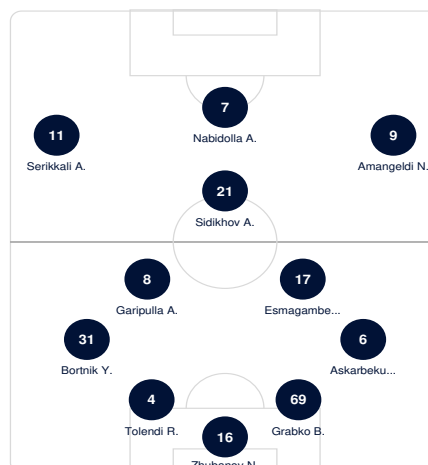 7
Nabidolla A.
11
Serikkali A.
9
Amangeldi N.
21
Sidikhov A.
8
Garipulla A.
17
Esmagambe...
31
Bortnik Y.
6
Askarbeku...
4
Tolendi R.
69
Grabko B.
16
Zhubanov N.